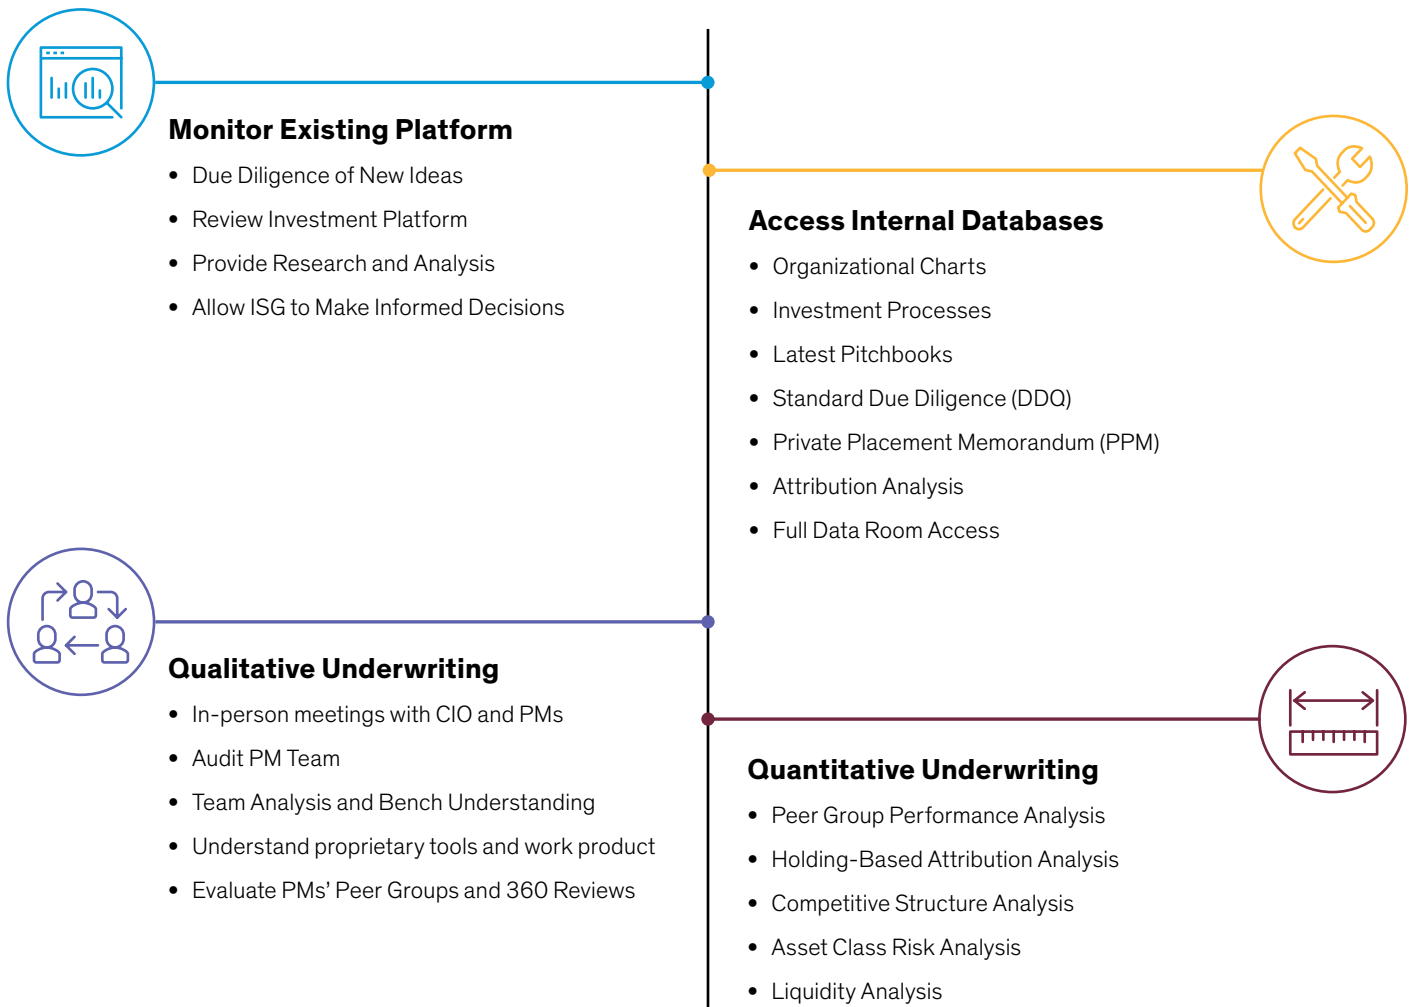 Monitor Existing Platform
• Due Diligence of New Ideas
• Review Investment Platform
• Provide Research and Analysis
• Allow ISG to Make Informed Decisions
Access Internal Databases
• Organizational Charts
• Investment Processes
• Latest Pitchbooks
• Standard Due Diligence (DDQ)
• Private Placement Memorandum (PPM)
• Attribution Analysis
• Full Data Room Access
Qualitative Underwriting
• In-person meetings with CIO and PMs
• Audit PM Team
• Team Analysis and Bench Understanding
• Understand proprietary tools and work product
• Evaluate PMs’ Peer Groups and 360 Reviews
Quantitative Underwriting
• Peer Group Performance Analysis
• Holding-Based Attribution Analysis
• Competitive Structure Analysis
• Asset Class Risk Analysis
• Liquidity Analysis